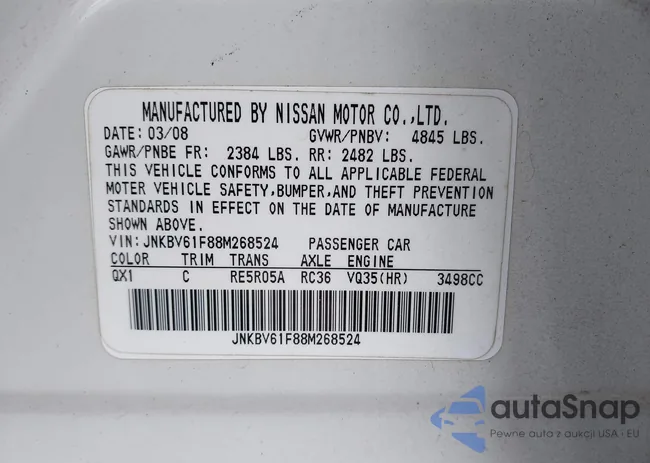 MANUFACTURED BY NISSAN MOTOR CO.,LTD.
DATE: 03/08 GVWR/PNBV: 4845 LBS.
GAWR/PNBE FR: 2384 LBS. RR: 2482 LBS.
THIS VEHICLE CONFORMS TO ALL APPLICABLE FEDERAL
MOTOR VEHICLE SAFETY,BUMPER,AND THEFT PREVENTION
STANDARDS IN EFFECT ON THE DATE OF MANUFACTURE
SHOWN ABOVE.
VIN:JNKBV61F88M268524 PASSENGER CAR
COLOR TRIM TRANS AXLE ENGINE
QX1 C RE5R05A RC36 VQ35(HR) 3498CC
JNKBV61F88M268524
autaSnap
Pewne auta z aukcji USA · EU